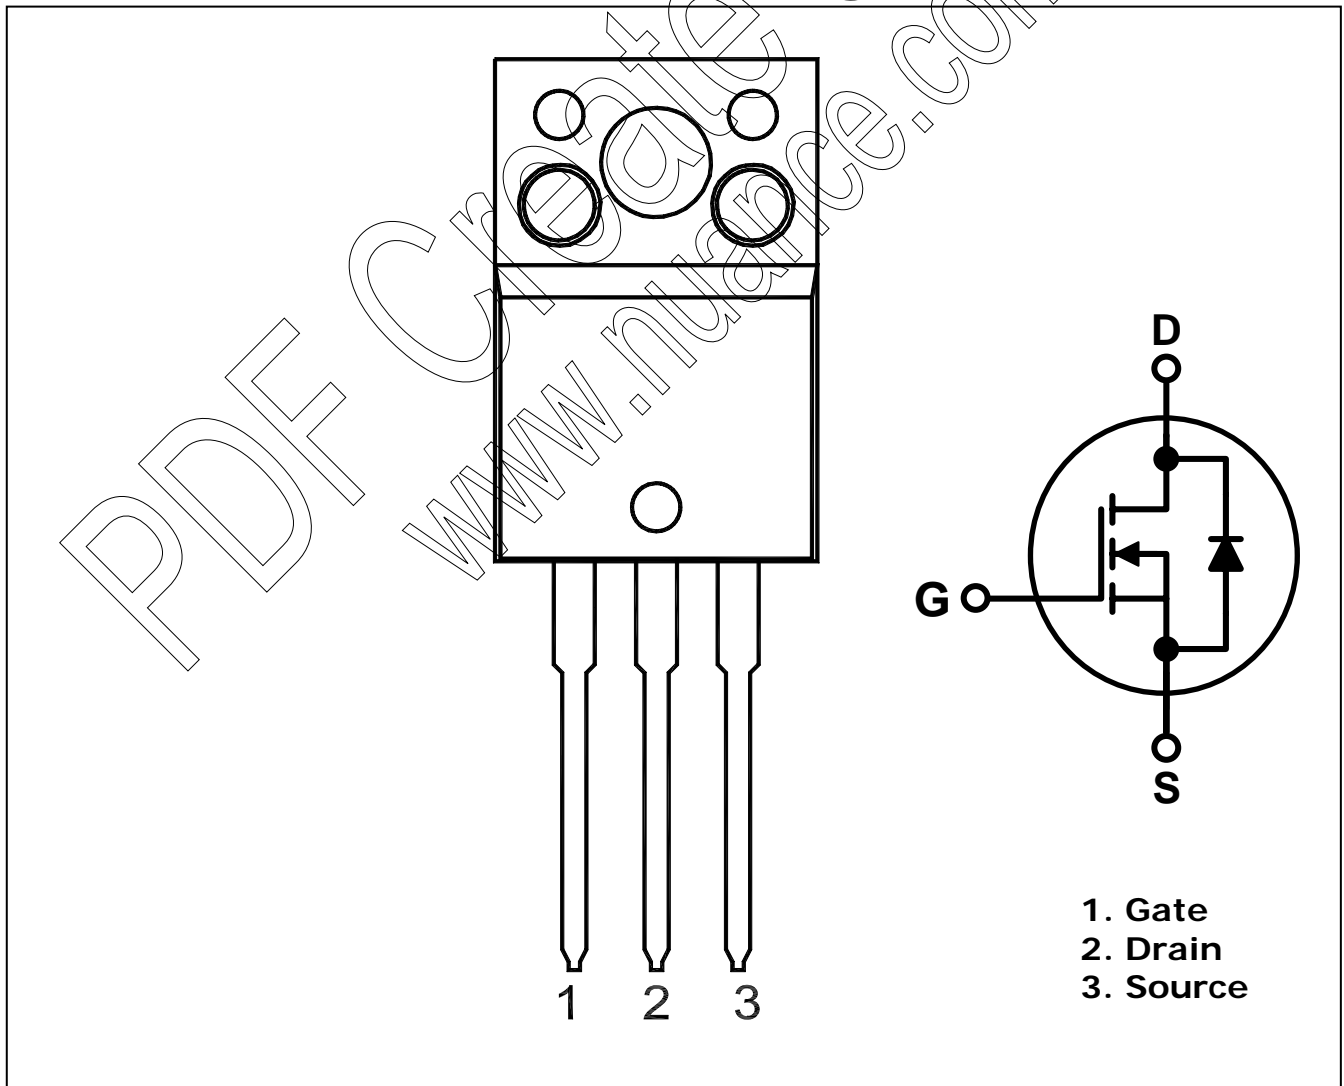 PDF Create
www.nuance.com
D
G
S
1. Gate
2. Drain
3. Source
1 2 3